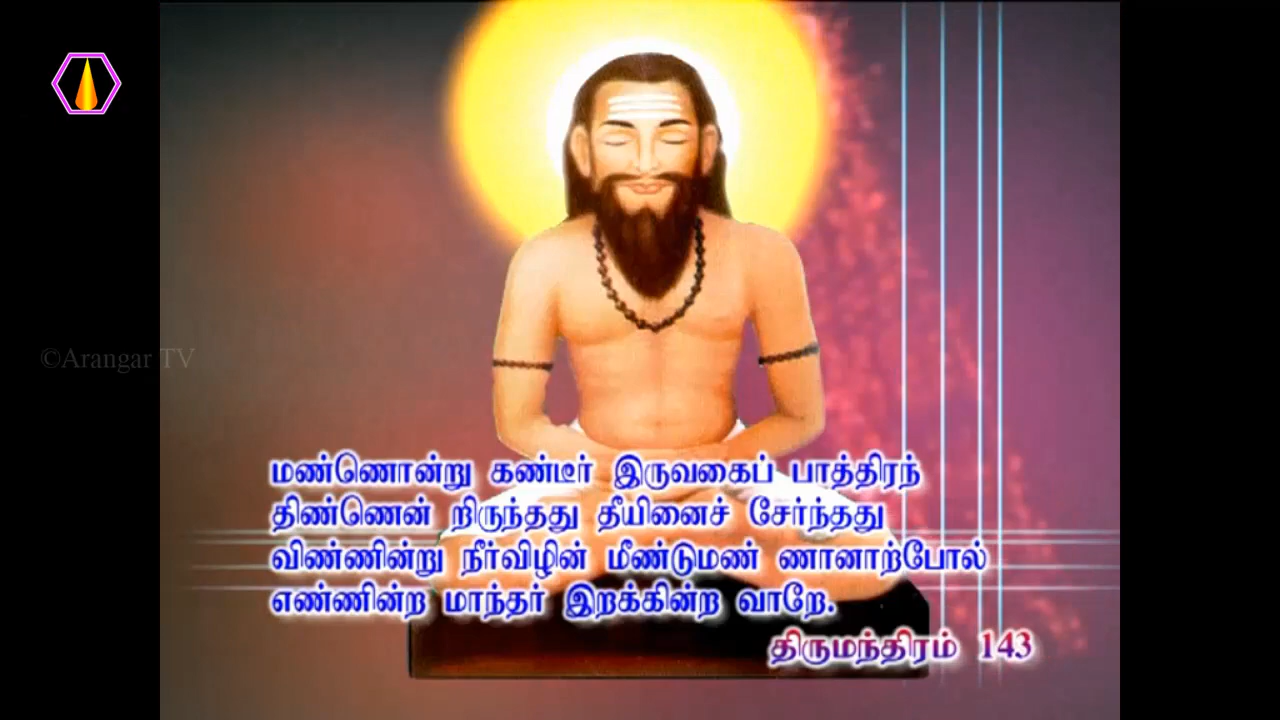 ©Arangar TV
மண்ணொன்று கண்டீர் இருவகைப் பாத்திரந்
திண்ணென் றிருந்தது தீயினைச் சேர்ந்தது
விண்ணின்று நீர்விழின் மீண்டுமண் ணானாற்போல்
எண்ணின்ற மாந்தர் இறக்கின்ற வாறே.
திருமந்திரம் 143